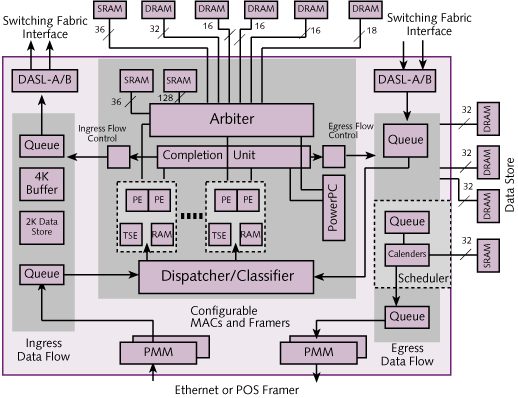 SRAM
DRAM
DRAM
DRAM
DRAM
DRAM
Switching Fabric
Interface
36
32
16
16
16
18
Switching Fabric
Interface
DASL-A/B
SRAM
SRAM
DASL-A/B
36
128
Arbiter
32
DRAM
Ingress Flow
Control
Egress Flow
Control
Queue
Queue
Completion Unit
32
DRAM
4K
Buffer
PE
PE
PE
PE
PowerPC
32
DRAM
Data Store
2K Data
Store
TSE
RAM
TSE
RAM
Queue
Calenders
32
SRAM
Queue
Dispatcher/Classifier
Scheduler
Configurable
MACs and Framers
Queue
Ingress
Data Flow
PMM
PMM
Egress
Data Flow
Ethernet or POS Framer